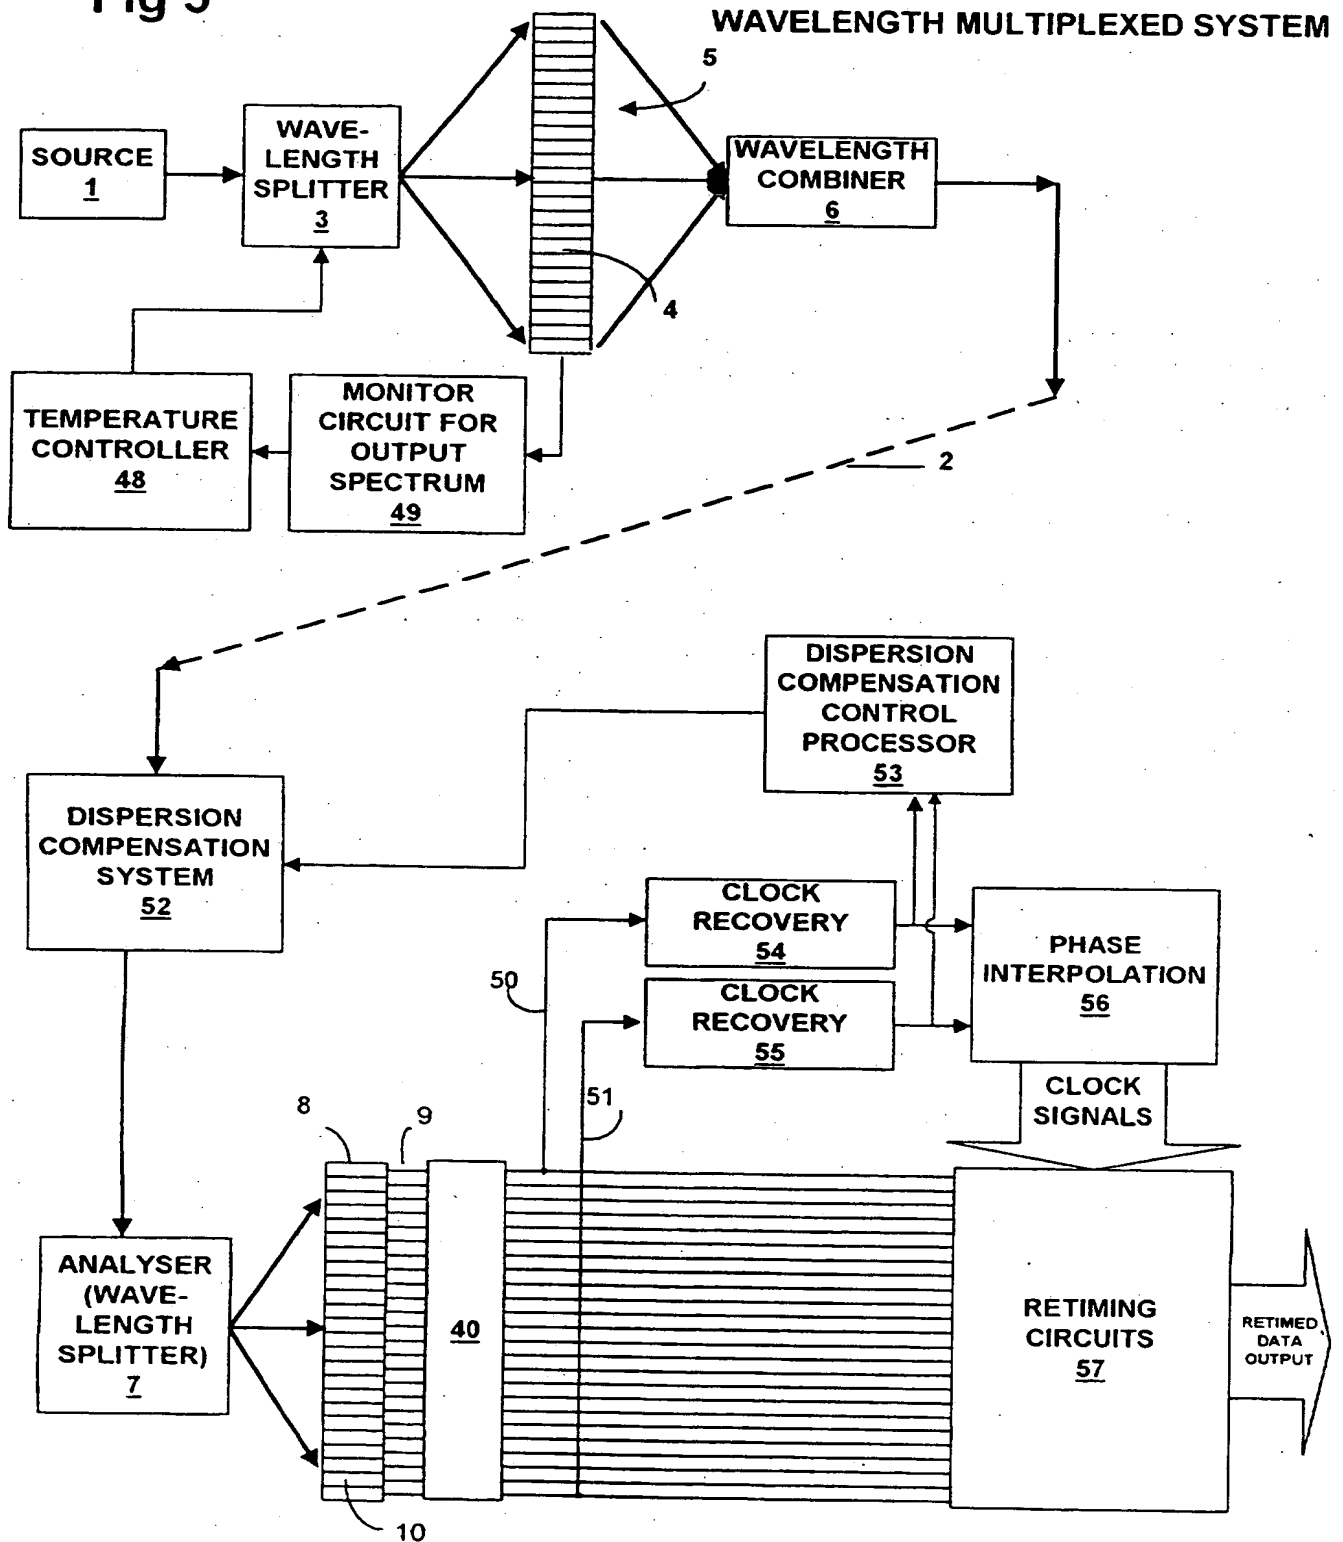 Fig 5
WAVELENGTH MULTIPLEXED SYSTEM
5
SOURCE
1
WAVE-
LENGTH
SPLITTER
3
WAVELENGTH
COMBINER
6
4
TEMPERATURE
CONTROLLER
48
MONITOR
CIRCUIT FOR
OUTPUT
SPECTRUM
49
2
DISPERSION
COMPENSATION
CONTROL
PROCESSOR
53
DISPERSION
COMPENSATION
SYSTEM
52
CLOCK
RECOVERY
54
50
CLOCK
RECOVERY
55
PHASE
INTERPOLATION
56
51
CLOCK
SIGNALS
8
9
ANALYSER
(WAVE-
LENGTH
SPLITTER)
7
40
RETIMING
CIRCUITS
57
RETIMED
DATA
OUTPUT
10